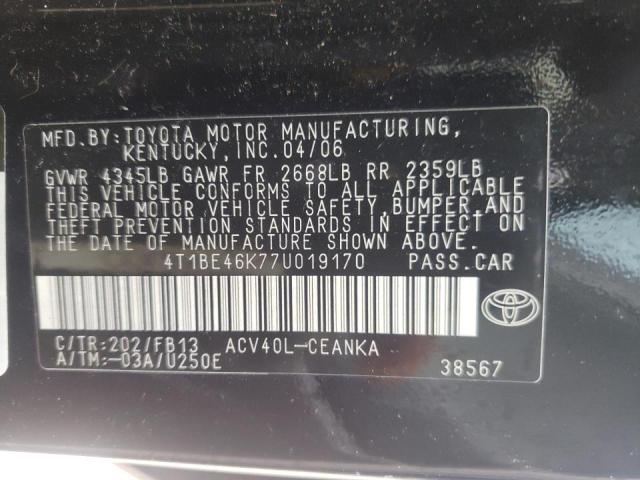 MFD.BY:TOYOTA MOTOR MANUFACTURING,
KENTUCKY, INC.04/06
GVWR 4345LB GAWR FR 2668LB RR 2359LB
THIS VEHICLE CONFORMS TO ALL APPLICABLE
FEDERAL MOTOR VEHICLE SAFETY,BUMPER,AND
THEFT PREVENTION STANDARDS IN EFFECT ON
THE DATE OF MANUFACTURE SHOWN ABOVE.
4T1BE46K77U019170 PASS.CAR
C/TR:202/FB13 ACV40L-CEANKA
A/TM:-03A/U250E
38567